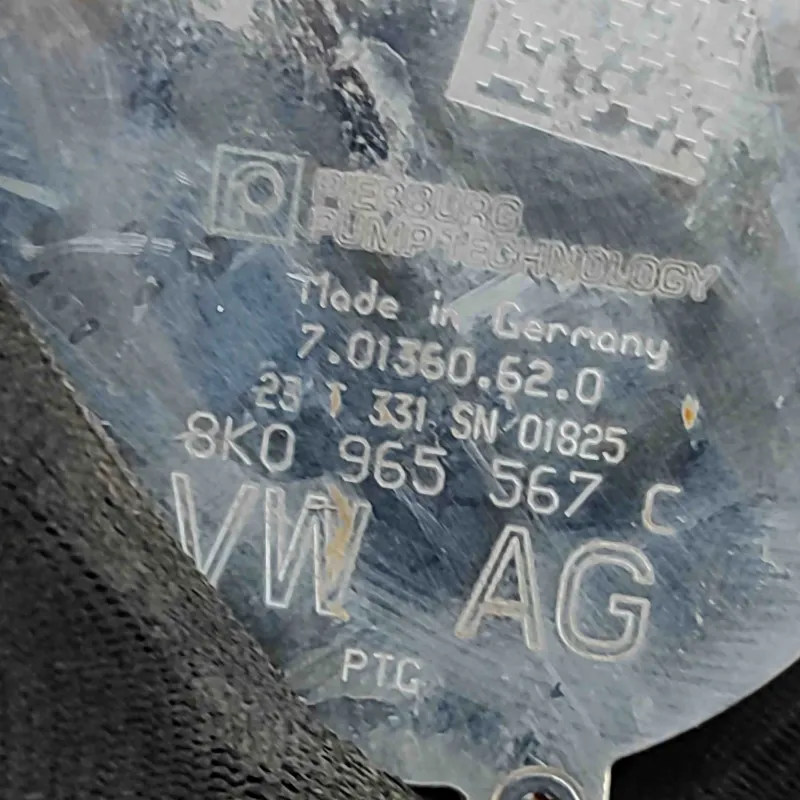 PIERBURG
PUMP TECHNOLOGY
Made in Germany
7.01360.62.0
23 331 SN 01825
8K0 965 567 C
VW AG
PTG